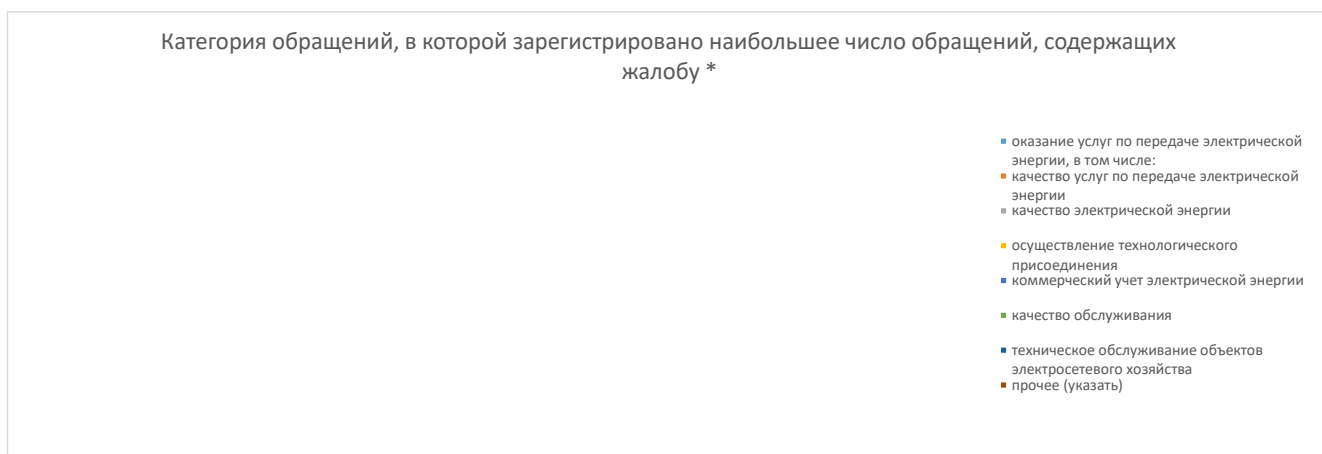 Категория обращений, в которой зарегистрировано наибольшее число обращений, содержащих
жалобу *
оказание услуг по передаче электрической
энергии, в том числе:
качество услуг по передаче электрической
энергии
качество электрической энергии
осуществление технологического
присоединения
коммерческий учет электрической энергии
качество обслуживания
техническое обслуживание объектов
электросетевого хозяйства
прочее (указать)